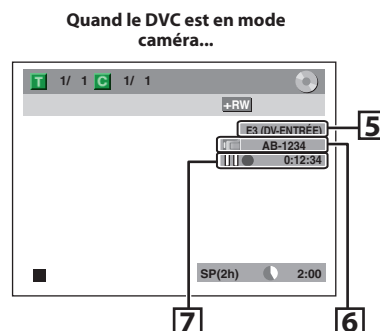 Quand le DVC est en mode
caméra...
T 1/ 1 C 1/ 1
+RW
E3 (DV-ENTRÉE)
5
AB-1234
0:12:34
SP(2h) 2:00
7 6